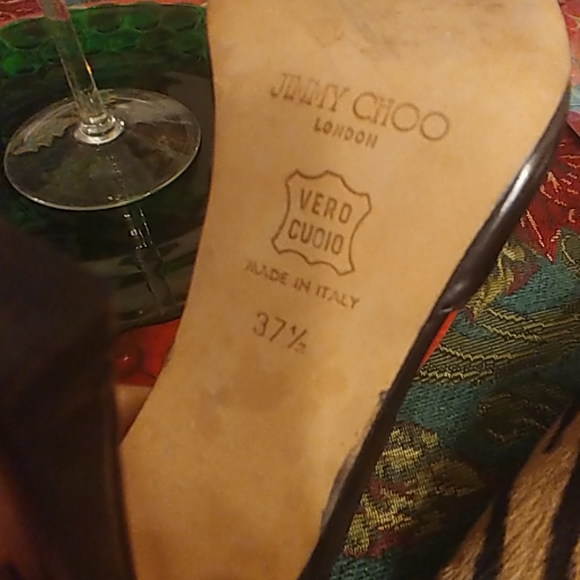 JIMMY CHOO
LONDON
VERO
CUOIO
MADE IN ITALY
37½